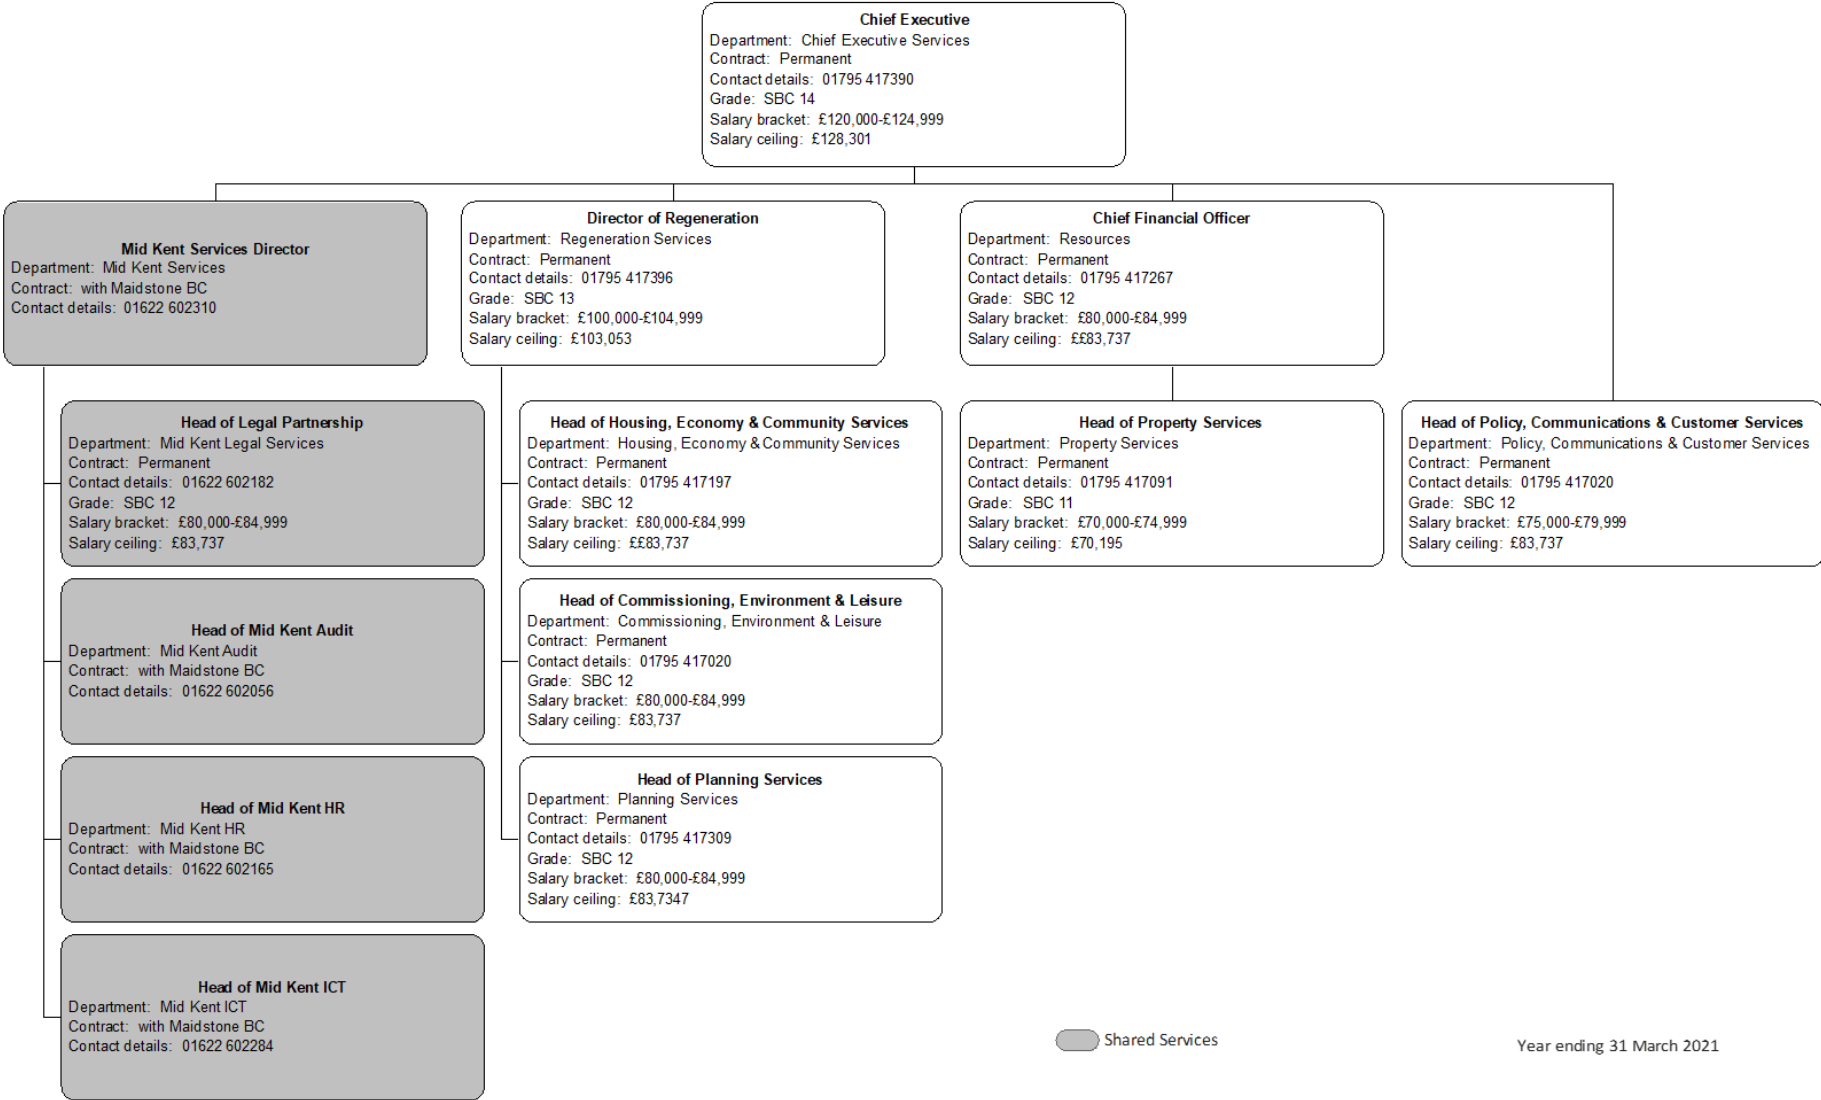 Chief Executive
Department: Chief Executive Services
Contract: Permanent
Contact details: 01795 417390
Grade: SBC 14
Salary bracket: £120,000-£124,999
Salary ceiling: £128,301
Mid Kent Services Director
Department: Mid Kent Services
Contract: with Maidstone BC
Contact details: 01622 602310
Director of Regeneration
Department: Regeneration Services
Contract: Permanent
Contact details: 01795 417396
Grade: SBC 13
Salary bracket: £100,000-£104,999
Salary ceiling: £103,053
Chief Financial Officer
Department: Resources
Contract: Permanent
Contact details: 01795 417267
Grade: SBC 12
Salary bracket: £80,000-£84,999
Salary ceiling: ££83,737
Head of Legal Partnership
Department: Mid Kent Legal Services
Contract: Permanent
Contact details: 01622 602182
Grade: SBC 12
Salary bracket: £80,000-£84,999
Salary ceiling: £83,737
Head of Housing, Economy & Community Services
Department: Housing, Economy & Community Services
Contract: Permanent
Contact details: 01795 417197
Grade: SBC 12
Salary bracket: £80,000-£84,999
Salary ceiling: ££83,737
Head of Property Services
Department: Property Services
Contract: Permanent
Contact details: 01795 417091
Grade: SBC 11
Salary bracket: £70,000-£74,999
Salary ceiling: £70,195
Head of Policy, Communications & Customer Services
Department: Policy, Communications & Customer Services
Contract: Permanent
Contact details: 01795 417020
Grade: SBC 12
Salary bracket: £75,000-£79,999
Salary ceiling: £83,737
Head of Mid Kent Audit
Department: Mid Kent Audit
Contract: with Maidstone BC
Contact details: 01622 602056
Head of Commissioning, Environment & Leisure
Department: Commissioning, Environment & Leisure
Contract: Permanent
Contact details: 01795 417020
Grade: SBC 12
Salary bracket: £80,000-£84,999
Salary ceiling: £83,737
Head of Mid Kent HR
Department: Mid Kent HR
Contract: with Maidstone BC
Contact details: 01622 602165
Head of Planning Services
Department: Planning Services
Contract: Permanent
Contact details: 01795 417309
Grade: SBC 12
Salary bracket: £80,000-£84,999
Salary ceiling: £83,7347
Head of Mid Kent ICT
Department: Mid Kent ICT
Contract: with Maidstone BC
Contact details: 01622 602284
Shared Services
Year ending 31 March 2021